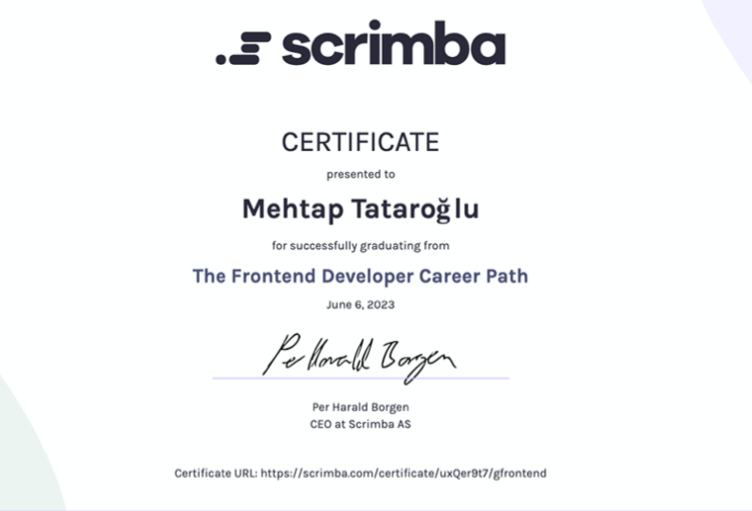 scrimba
CERTIFICATE
presented to
Mehtap Tataroğlu
for successfully graduating from
The Frontend Developer Career Path
June 6, 2023
Per Harald Borgen
Per Harald Borgen
CEO at Scrimba AS
Certificate URL: https://scrimba.com/certificate/uxQer9t7/gfrontend